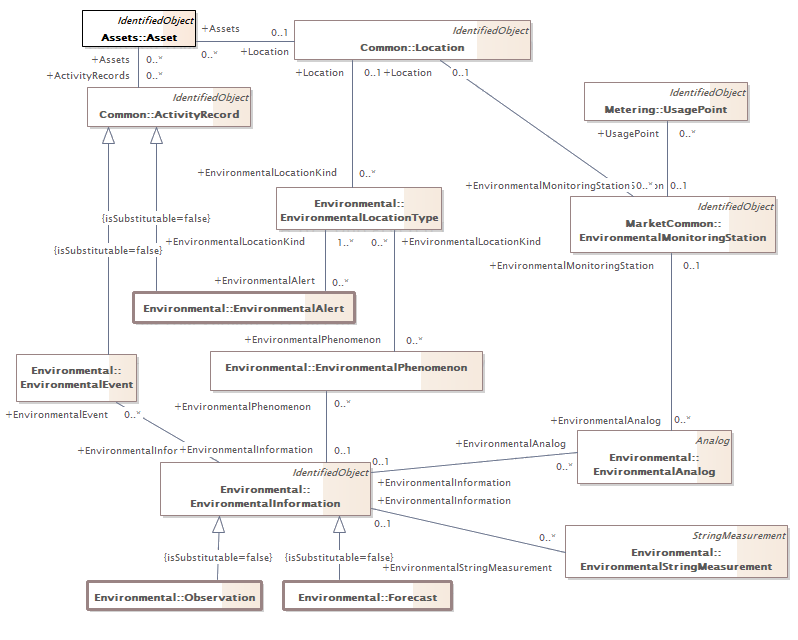 IdentifiedObject
Assets::Asset
+Assets
0..1
0..*
+Location
IdentifiedObject
Common::Location
+Assets
0..*
+ActivityRecords
0..*
IdentifiedObject
Common::ActivityRecord
+Location
0..1
+Location
0..1
IdentifiedObject
Metering::UsagePoint
+UsagePoint
0..*
+EnvironmentalLocationKind
0..*
+EnvironmentalMonitoringStation
0..*
0..1
Environmental::
EnvironmentalLocationType
IdentifiedObject
MarketCommon::
EnvironmentalMonitoringStation
{isSubstitutable=false}
{isSubstitutable=false}
+EnvironmentalLocationKind
1..*
0..*
+EnvironmentalLocationKind
+EnvironmentalMonitoringStation
0..1
+EnvironmentalAlert
0..*
Environmental::EnvironmentalAlert
+EnvironmentalPhenomenon
0..*
Environmental::
EnvironmentalEvent
Environmental::EnvironmentalPhenomenon
+EnvironmentalEvent
0..*
+EnvironmentalPhenomenon
0..*
+EnvironmentalAnalog
0..*
+EnvironmentalInfor
+EnvironmentalInformation
0..1
+EnvironmentalAnalog
0..*
Analog
Environmental::
EnvironmentalAnalog
0..1
+EnvironmentalInformation
IdentifiedObject
Environmental::
EnvironmentalInformation
+EnvironmentalInformation
0..1
0..*
+EnvironmentalStringMeasurement
StringMeasurement
Environmental::
EnvironmentalStringMeasurement
{isSubstitutable=false}
{isSubstitutable=false}
Environmental::Observation
Environmental::Forecast